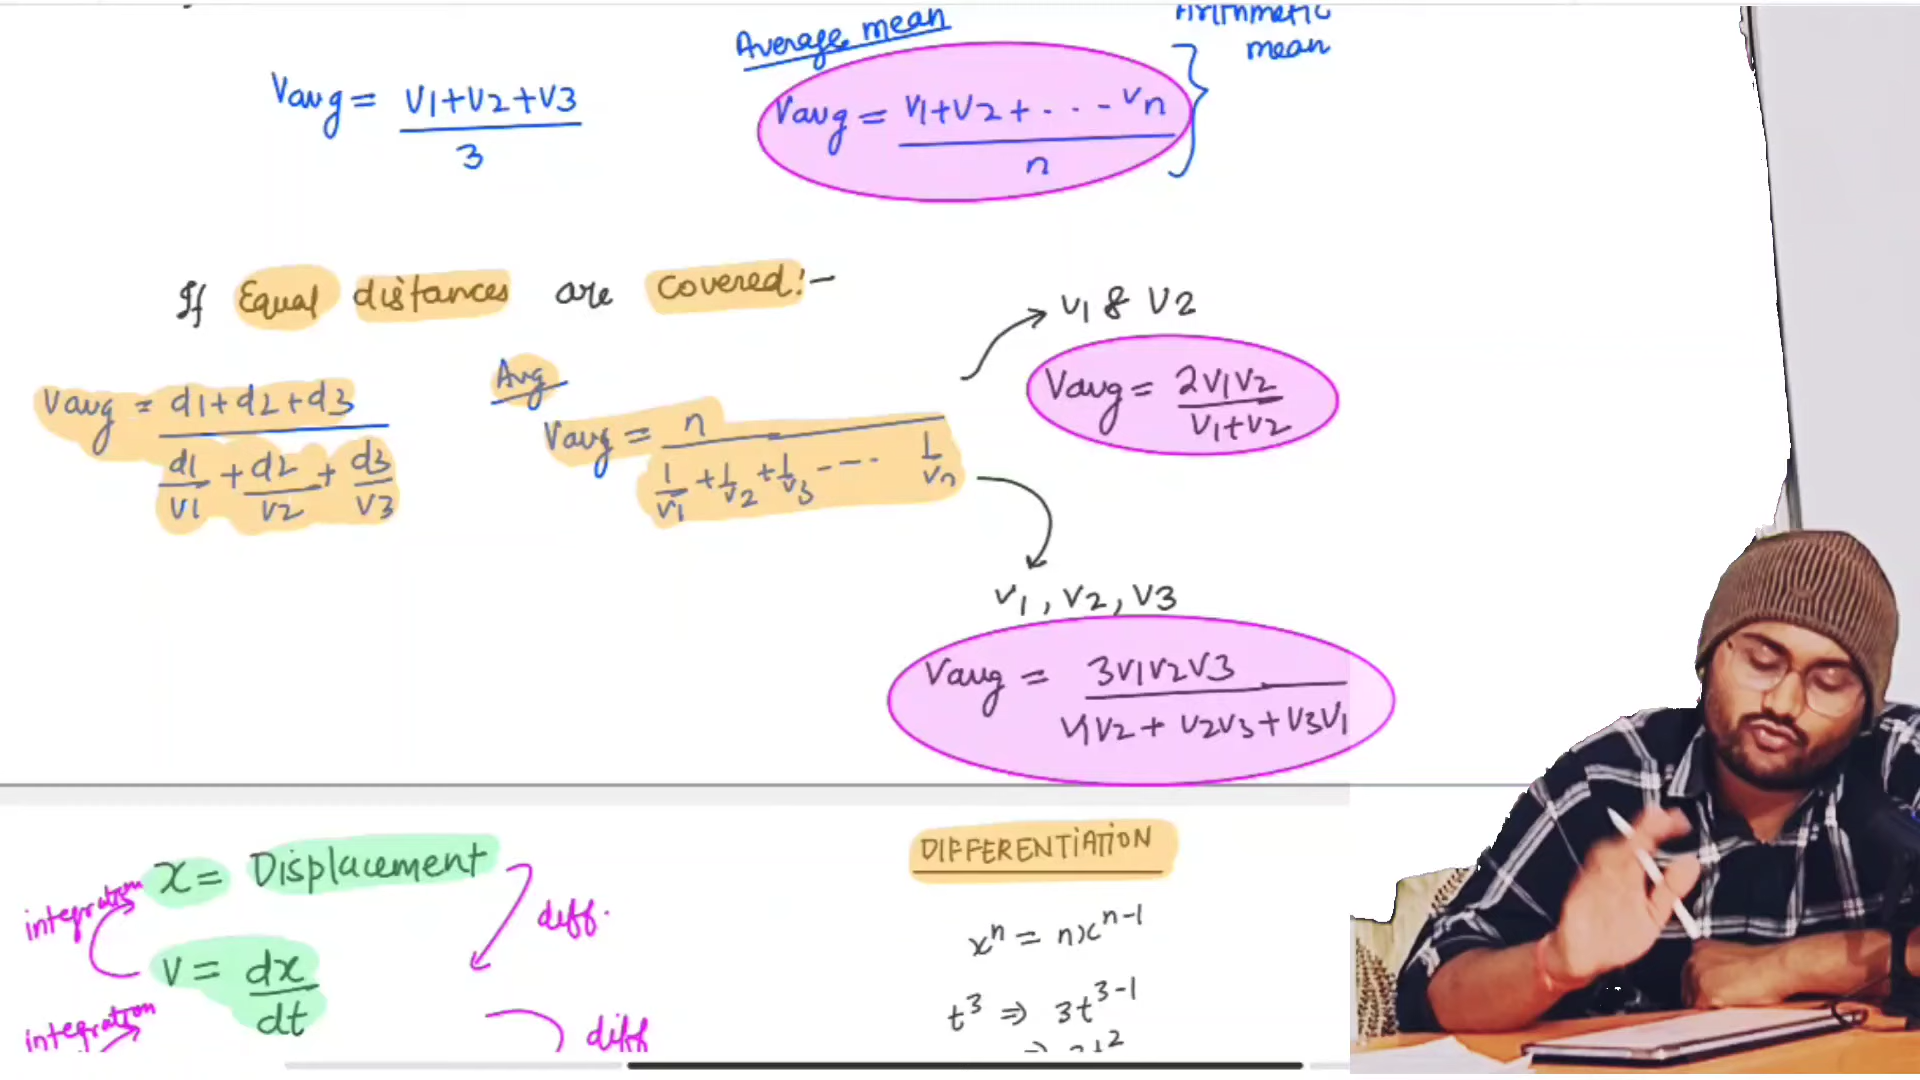 Average mean
Arithmetic
mean
Vavg = V1+V2+V3 / 3
Vavg = V1+V2+ . . . - Vn / n
If Equal distances are covered:-
V1 & V2
Vavg = d1+d2+d3 / d1/V1 + d2/V2 + d3/V3
Avg
Vavg = n / 1/V1 + 1/V2 + 1/V3 ---- 1/Vn
Vavg = 2V1V2 / V1+V2
V1, V2, V3
Vavg = 3V1V2V3 / V1V2 + V2V3 + V3V1
x = Displacement
integration
diff.
V = dx / dt
integration
diff
DIFFERENTIATION
x^n = nx^n-1
t^3 ⇒ 3t^3-1